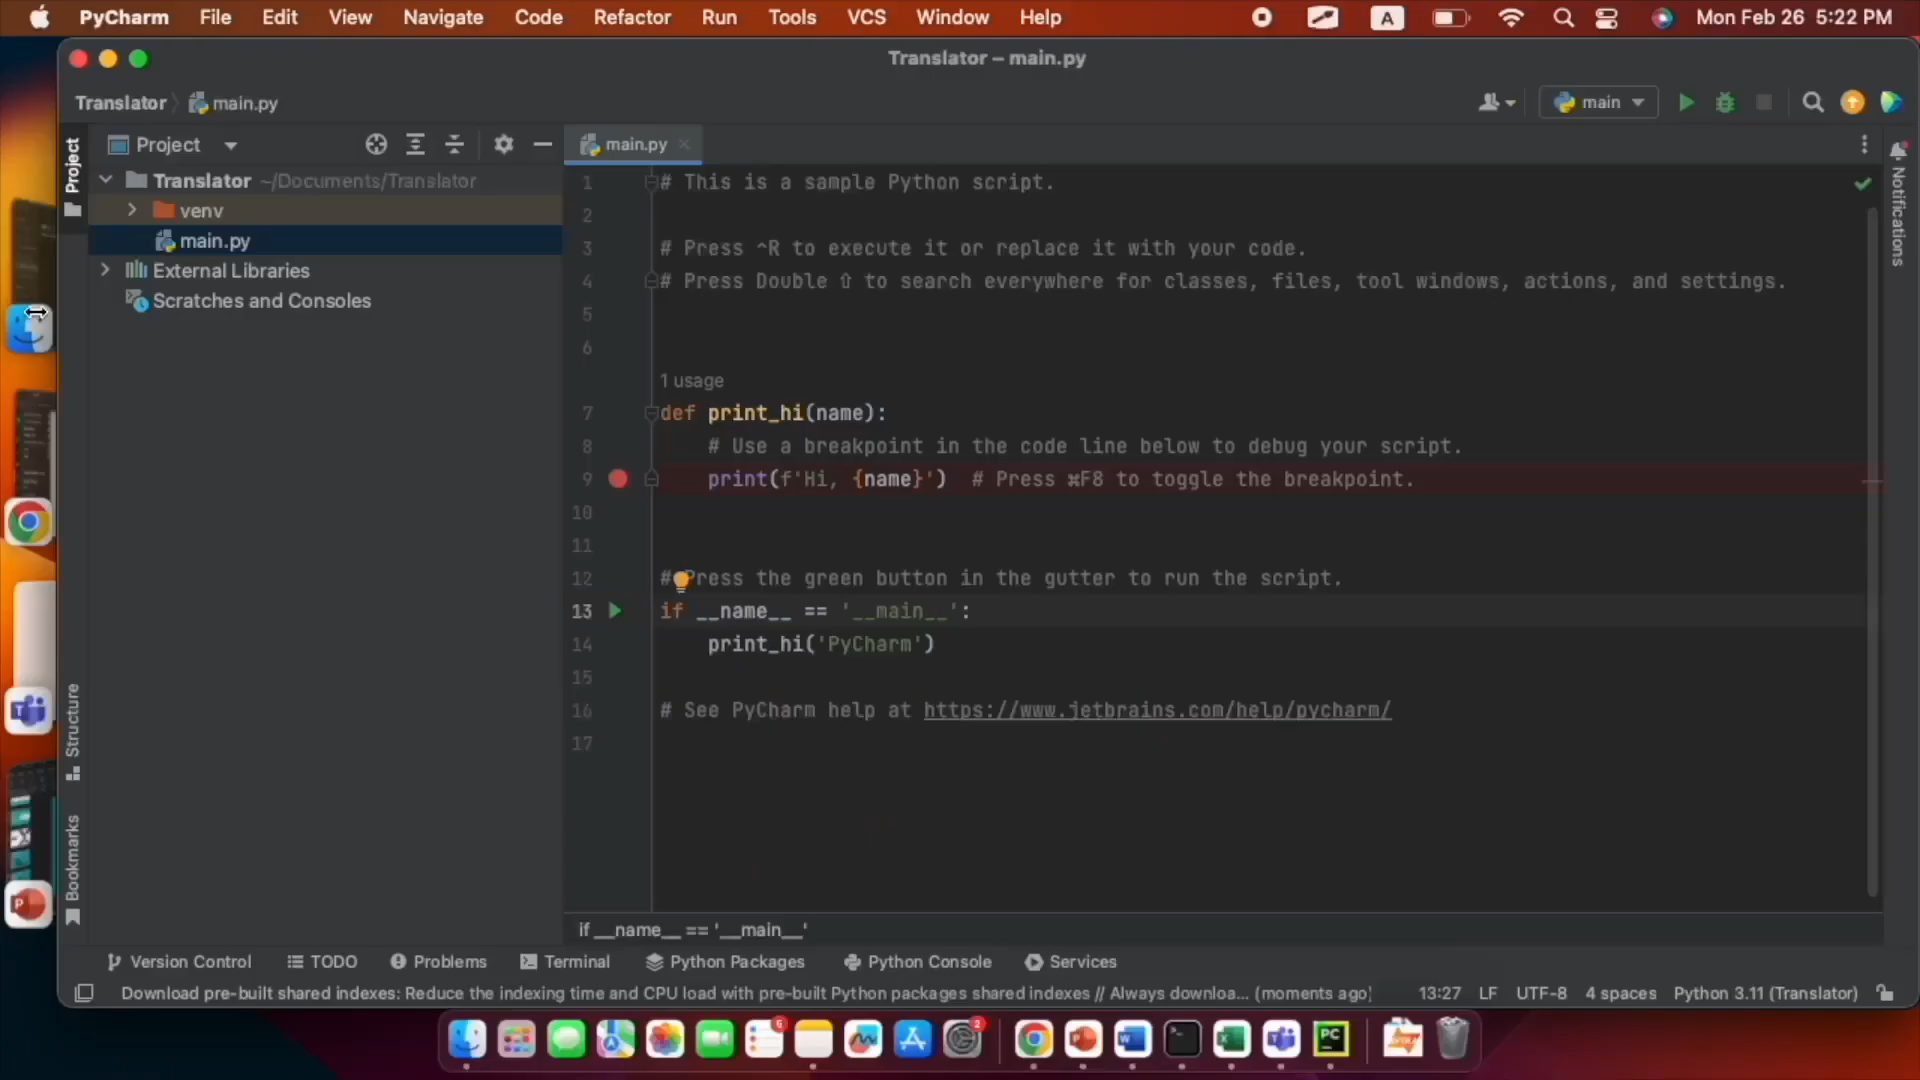 PyCharm File Edit View Navigate Code Refactor Run Tools VCS Window Help A Mon Feb 26 5:22 PM
Translator – main.py
Translator main.py main
Project main.py
Project
Translator ~/Documents/Translator
venv
main.py
External Libraries
Scratches and Consoles
Structure
Bookmarks
Notifications
1 # This is a sample Python script.
2
3 # Press ^R to execute it or replace it with your code.
4 # Press Double ⇧ to search everywhere for classes, files, tool windows, actions, and settings.
5
6
1 usage
7 def print_hi(name):
8 # Use a breakpoint in the code line below to debug your script.
9 print(f'Hi, {name}') # Press ⌘F8 to toggle the breakpoint.
10
11
12 # Press the green button in the gutter to run the script.
13 if __name__ == '__main__':
14 print_hi('PyCharm')
15
16 # See PyCharm help at https://www.jetbrains.com/help/pycharm/
17
if __name__ == '__main__'
Version Control TODO Problems Terminal Python Packages Python Console Services
Download pre-built shared indexes: Reduce the indexing time and CPU load with pre-built Python packages shared indexes // Always downloa... (moments ago) 13:27 LF UTF-8 4 spaces Python 3.11 (Translator)
6 2 P W X T PC